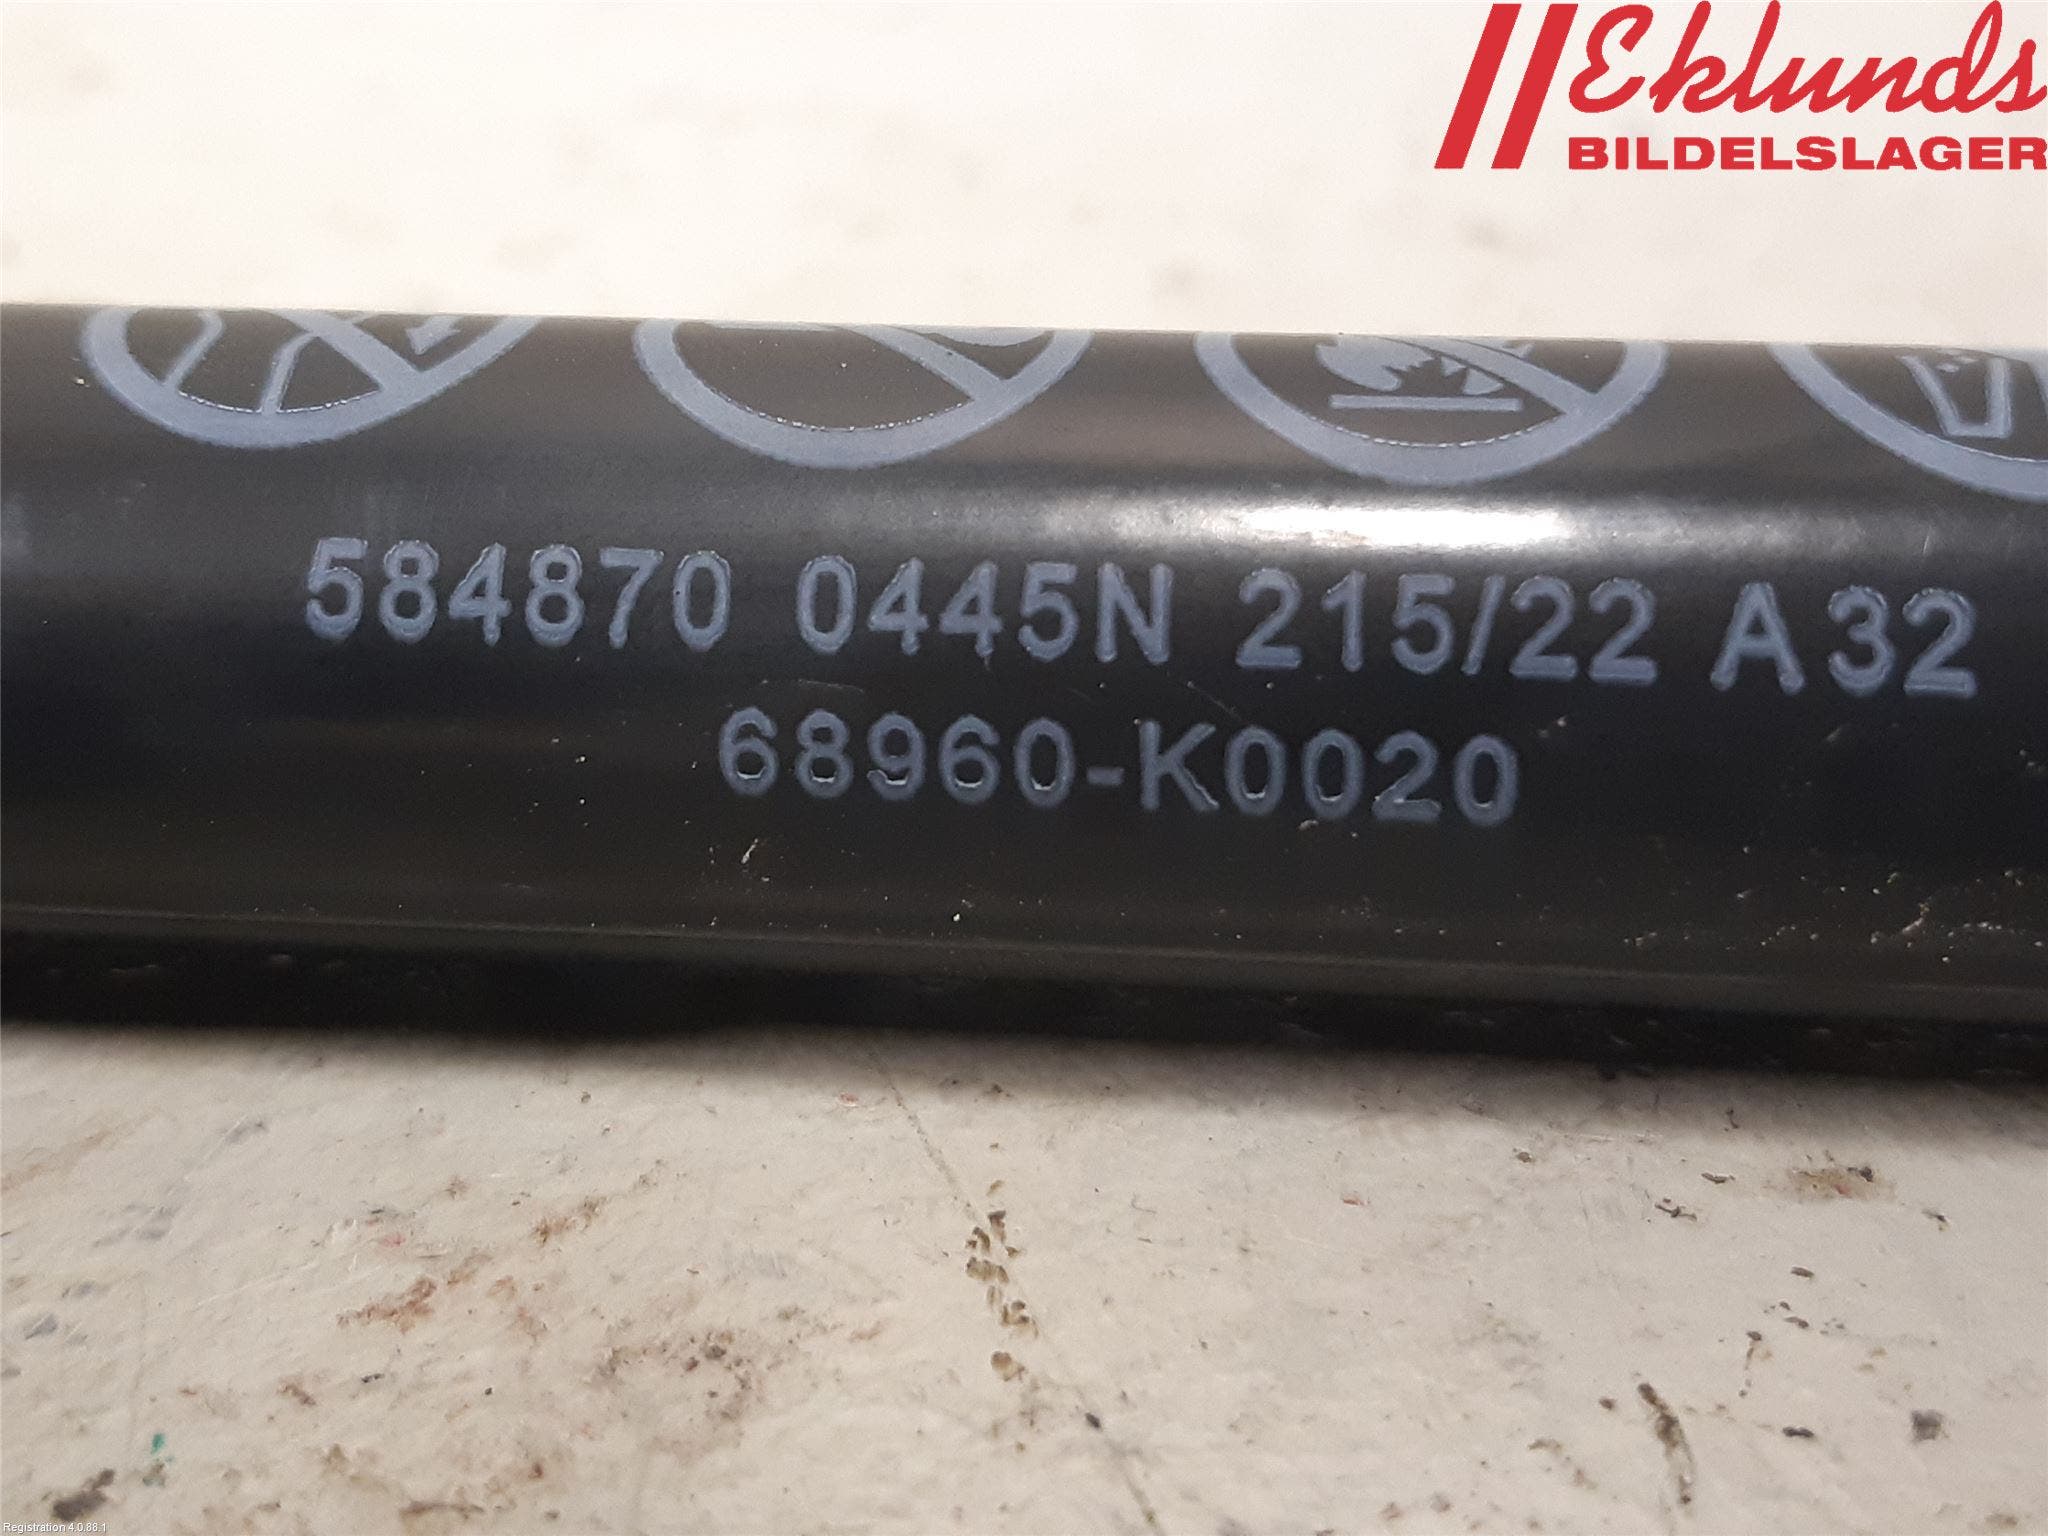 Eklunds
BILDELSLAGER
584870 0445N 215/22 A32
68960-K0020
Registration 4.0.88.1